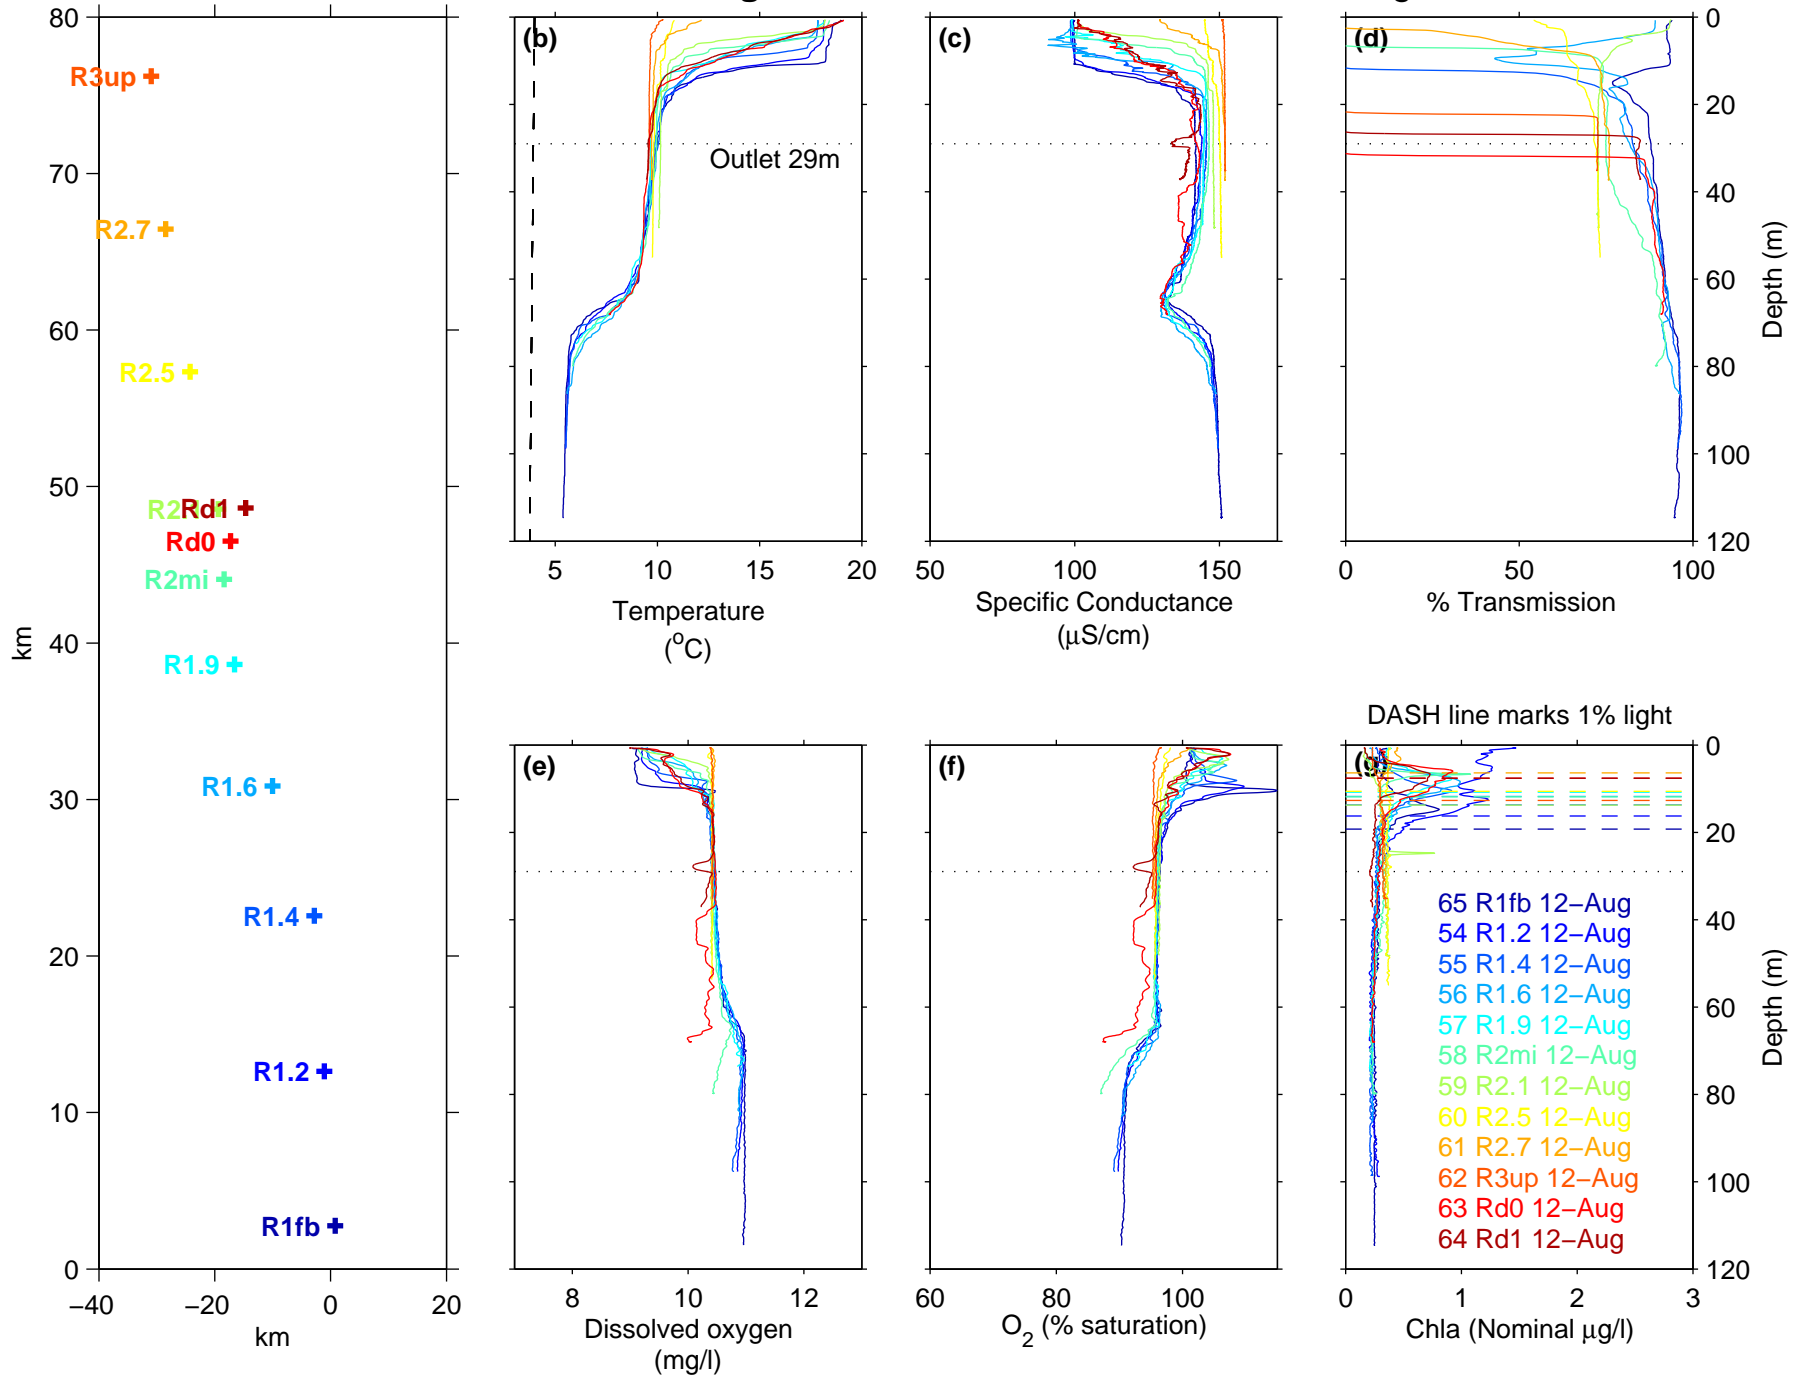 80
70
60
50
40
30
20
10
0
km
−40
−20
0
20
km
R3up
R2.7
R2.5
Rd1
Rd0
R2mi
R1.9
R1.6
R1.4
R1.2
R1fb
(b)
Outlet 29m
5
10
15
20
Temperature
(°C)
(c)
50
100
150
Specific Conductance
(μS/cm)
(d)
0
20
40
60
80
100
120
Depth (m)
0
50
100
% Transmission
(e)
8
10
12
Dissolved oxygen
(mg/l)
(f)
60
80
100
O2 (% saturation)
DASH line marks 1% light
(g)
65 R1fb 12−Aug
54 R1.2 12−Aug
55 R1.4 12−Aug
56 R1.6 12−Aug
57 R1.9 12−Aug
58 R2mi 12−Aug
59 R2.1 12−Aug
60 R2.5 12−Aug
61 R2.7 12−Aug
62 R3up 12−Aug
63 Rd0 12−Aug
64 Rd1 12−Aug
0
20
40
60
80
100
120
Depth (m)
0
1
2
3
Chla (Nominal μg/l)